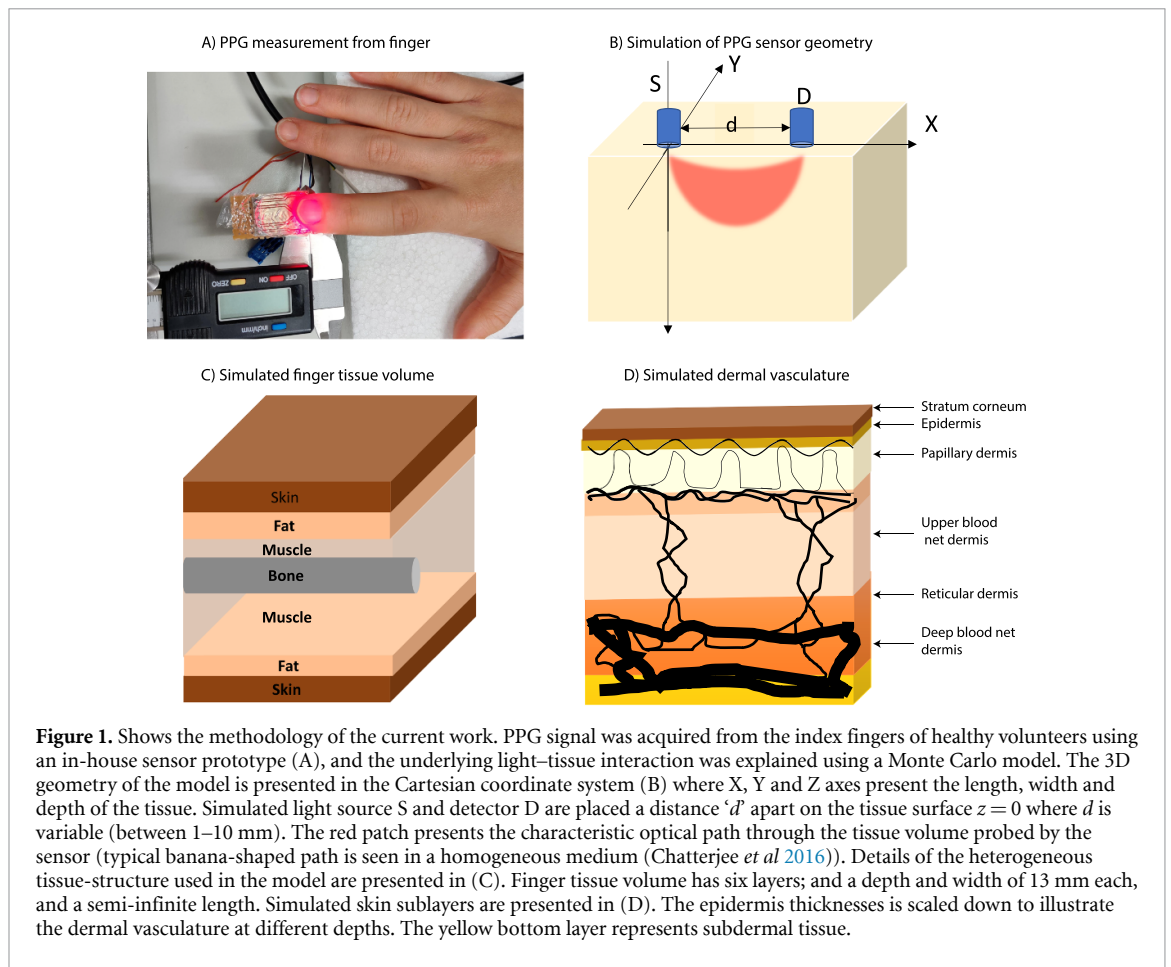 A) PPG measurement from finger
B) Simulation of PPG sensor geometry
OFF
ON
ZERO
inch/mm
S
Y
D
d
X
C) Simulated finger tissue volume
Skin
Fat
Muscle
Bone
Muscle
Fat
Skin
D) Simulated dermal vasculature
Stratum corneum
Epidermis
Papillary dermis
Upper blood
net dermis
Reticular dermis
Deep blood net
dermis
Figure 1. Shows the methodology of the current work. PPG signal was acquired from the index fingers of healthy volunteers using
an in-house sensor prototype (A), and the underlying light–tissue interaction was explained using a Monte Carlo model. The 3D
geometry of the model is presented in the Cartesian coordinate system (B) where X, Y and Z axes present the length, width and
depth of the tissue. Simulated light source S and detector D are placed a distance ‘d’ apart on the tissue surface z = 0 where d is
variable (between 1–10 mm). The red patch presents the characteristic optical path through the tissue volume probed by the
sensor (typical banana-shaped path is seen in a homogeneous medium (Chatterjee et al 2016)). Details of the heterogeneous
tissue-structure used in the model are presented in (C). Finger tissue volume has six layers; and a depth and width of 13 mm each,
and a semi-infinite length. Simulated skin sublayers are presented in (D). The epidermis thicknesses is scaled down to illustrate
the dermal vasculature at different depths. The yellow bottom layer represents subdermal tissue.